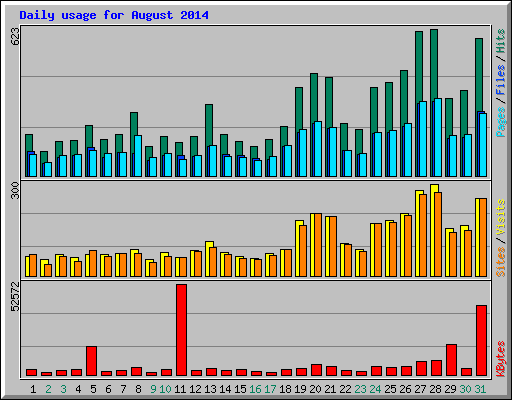 Daily usage for August 2014
623
Pages / Files / Hits
300
Sites / Visits
52572
KBytes
1 2 3 4 5 6 7 8 9 10 11 12 13 14 15 16 17 18 19 20 21 22 23 24 25 26 27 28 29 30 31